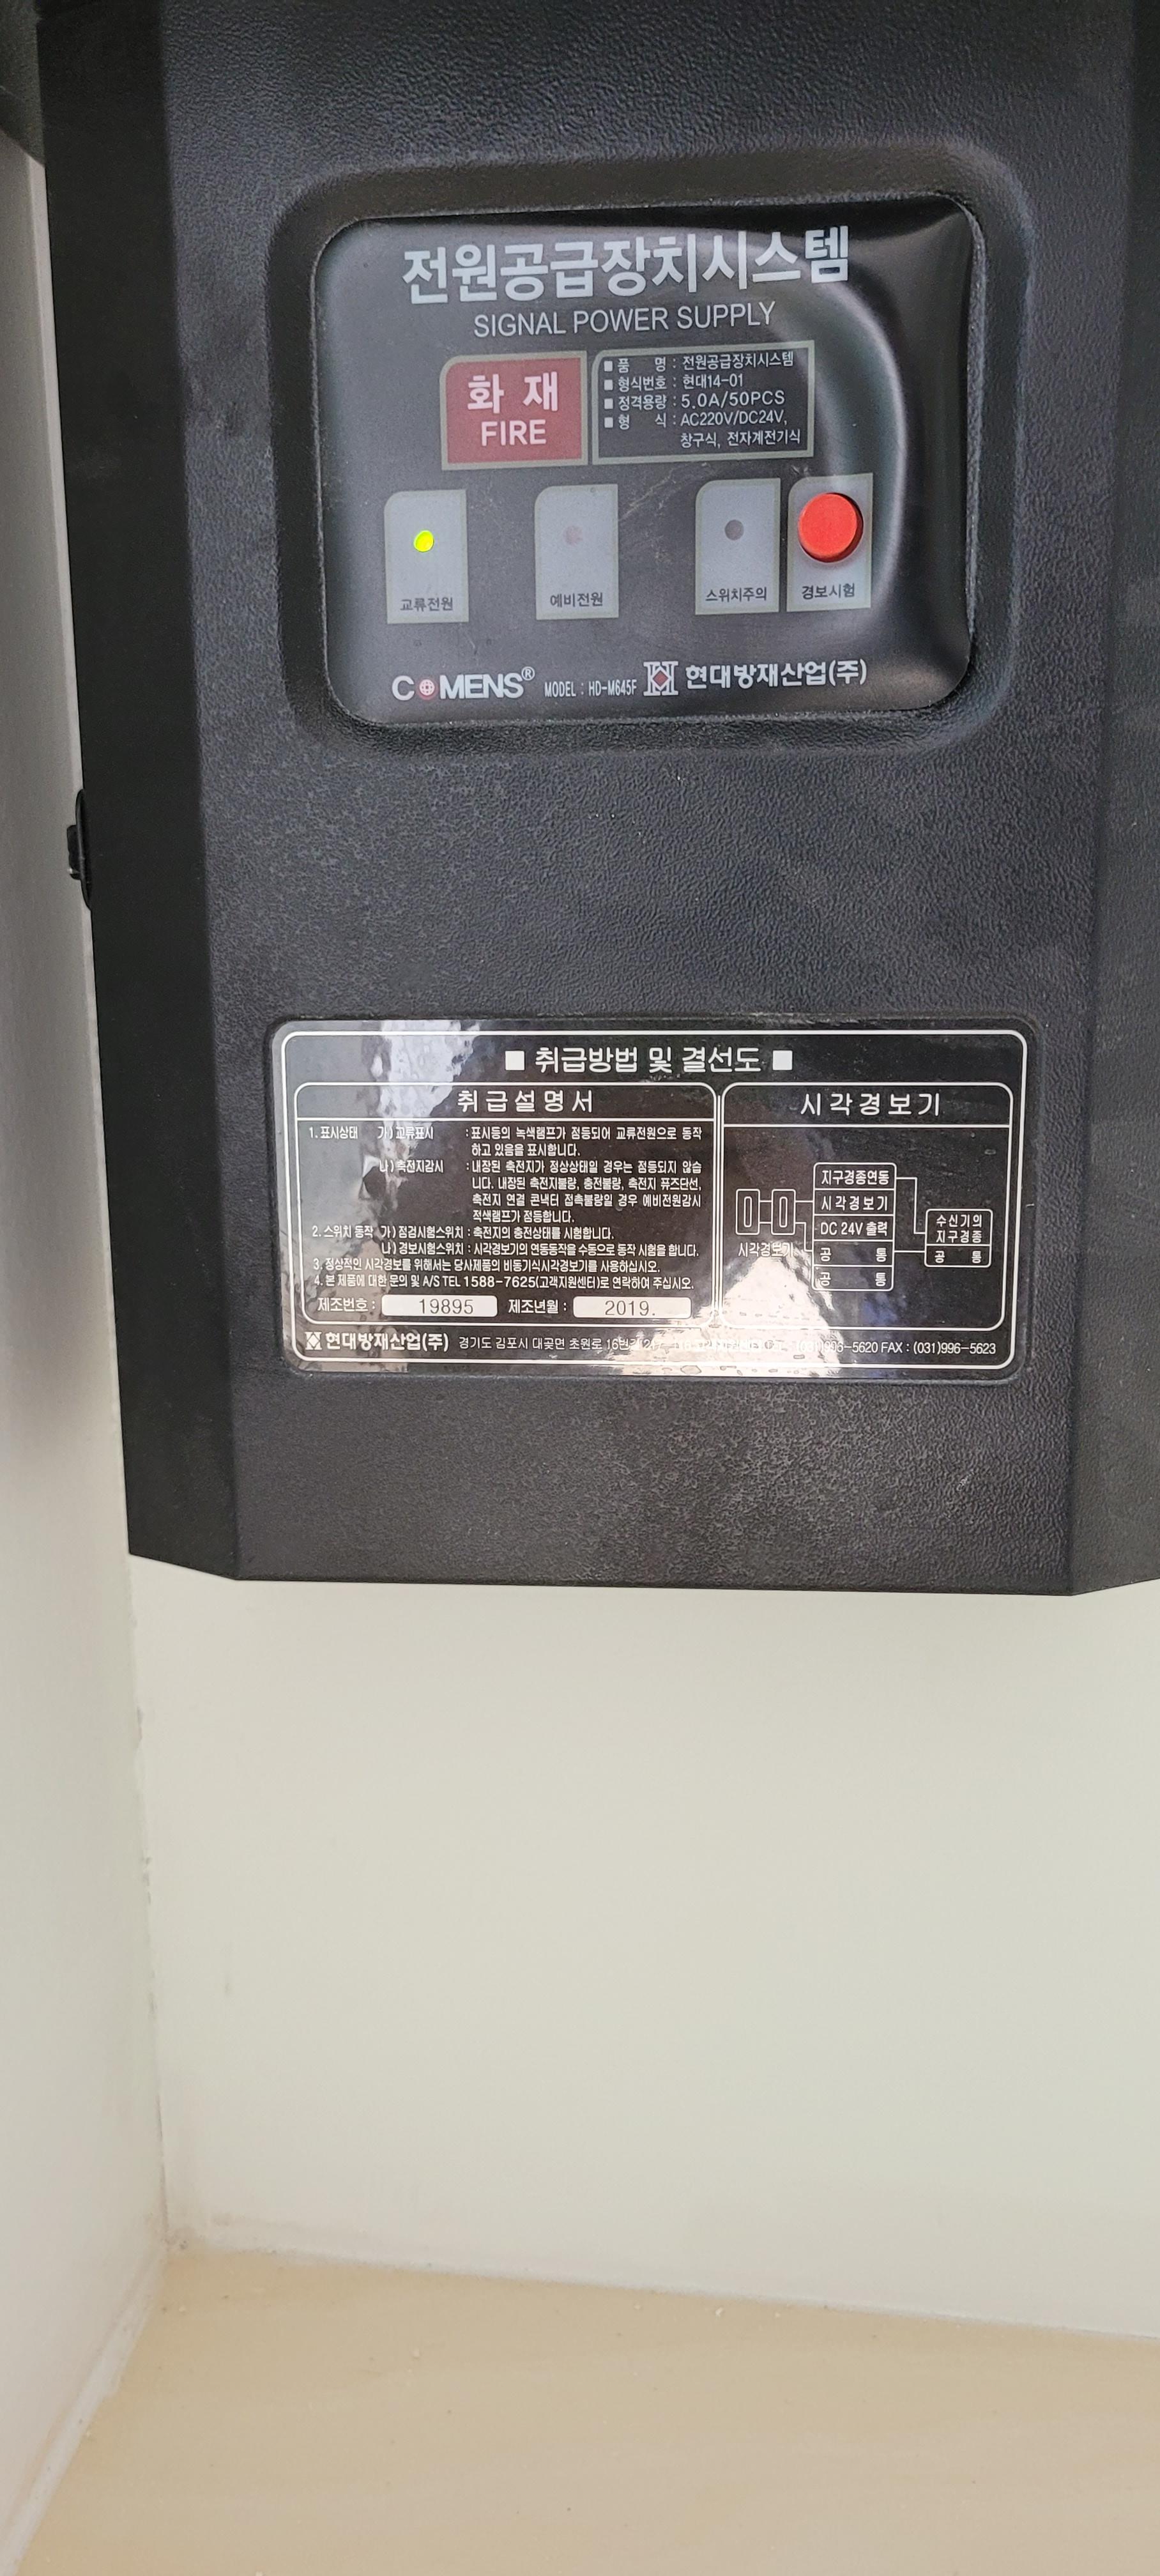 전원공급장치시스템
SIGNAL POWER SUPPLY
화 재
FIRE
■ 품 명 : 전원공급장치시스템
■ 형식번호 : 현대14-01
■ 정격용량 : 5.0A/50PCS
■ 형 식 : AC220V/DC24V,
창구식, 전자계전기식
교류전원
예비전원
스위치주의
경보시험
COMENS® MODEL : HD-M645F 현대방재산업(주)
■ 취급방법 및 결선도 ■
취급설명서
1. 표시상태 가) 교류표시 : 표시등의 녹색램프가 점등되어 교류전원으로 동작
하고 있음을 표시합니다.
나) 축전지감시 : 내장된 축전지가 정상상태일 경우는 점등되지 않습
니다. 내장된 축전지불량, 충전불량, 축전지 퓨즈단선,
축전지 연결 콘낵터 접촉불량일 경우 예비전원감시
적색램프가 점등합니다.
2. 스위치 동작 가) 점검시험스위치 : 축전지의 충전상태를 시험합니다.
나) 경보시험스위치 : 시각경보기의 연동동작을 수동으로 동작 시험을 합니다.
3. 정상적인 시각경보를 위해서는 당사제품의 비동기식시각경보기를 사용하십시오.
4. 본 제품에 대한 문의 및 A/S TEL 1588-7625(고객지원센터)로 연락하여 주십시오.
제조번호 : 19895 제조년월 : 2019.
시각경보기
지구경종연동
시각경보기
DC 24V 출력
공 통
공 통
시각경보기
수신기의
지구경종
공 통
현대방재산업(주) 경기도 김포시 대곶면 초원로 16번길 (031)996-5620 FAX : (031)996-5623